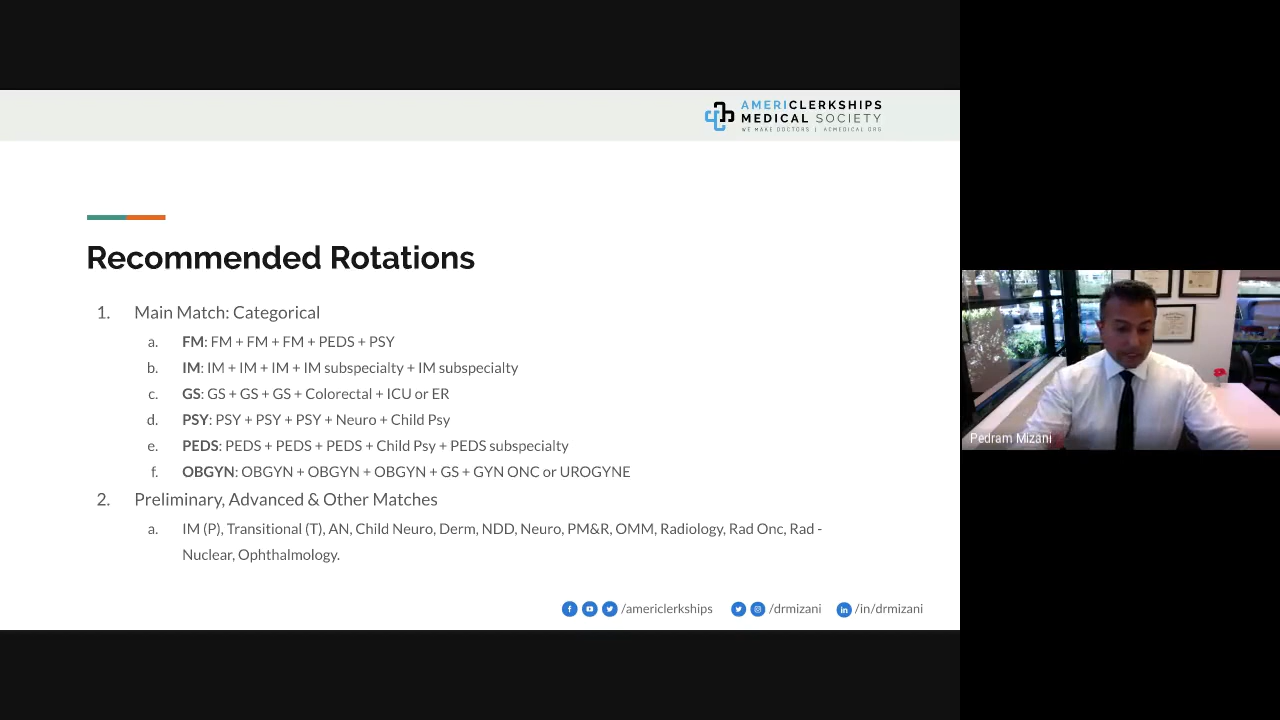 AMERICLERKSHIPS
MEDICAL SOCIETY
WE MAKE DOCTORS | ACMEDICAL.ORG
Recommended Rotations
1. Main Match: Categorical
a. FM: FM + FM + FM + PEDS + PSY
b. IM: IM + IM + IM + IM subspecialty + IM subspecialty
c. GS: GS + GS + GS + Colorectal + ICU or ER
d. PSY: PSY + PSY + PSY + Neuro + Child Psy
e. PEDS: PEDS + PEDS + PEDS + Child Psy + PEDS subspecialty
f. OBGYN: OBGYN + OBGYN + OBGYN + GS + GYN ONC or UROGYNE
2. Preliminary, Advanced & Other Matches
a. IM (P), Transitional (T), AN, Child Neuro, Derm, NDD, Neuro, PM&R, OMM, Radiology, Rad Onc, Rad -
Nuclear, Ophthalmology.
/americlerkships /drmizani /in/drmizani
Pedram Mizani